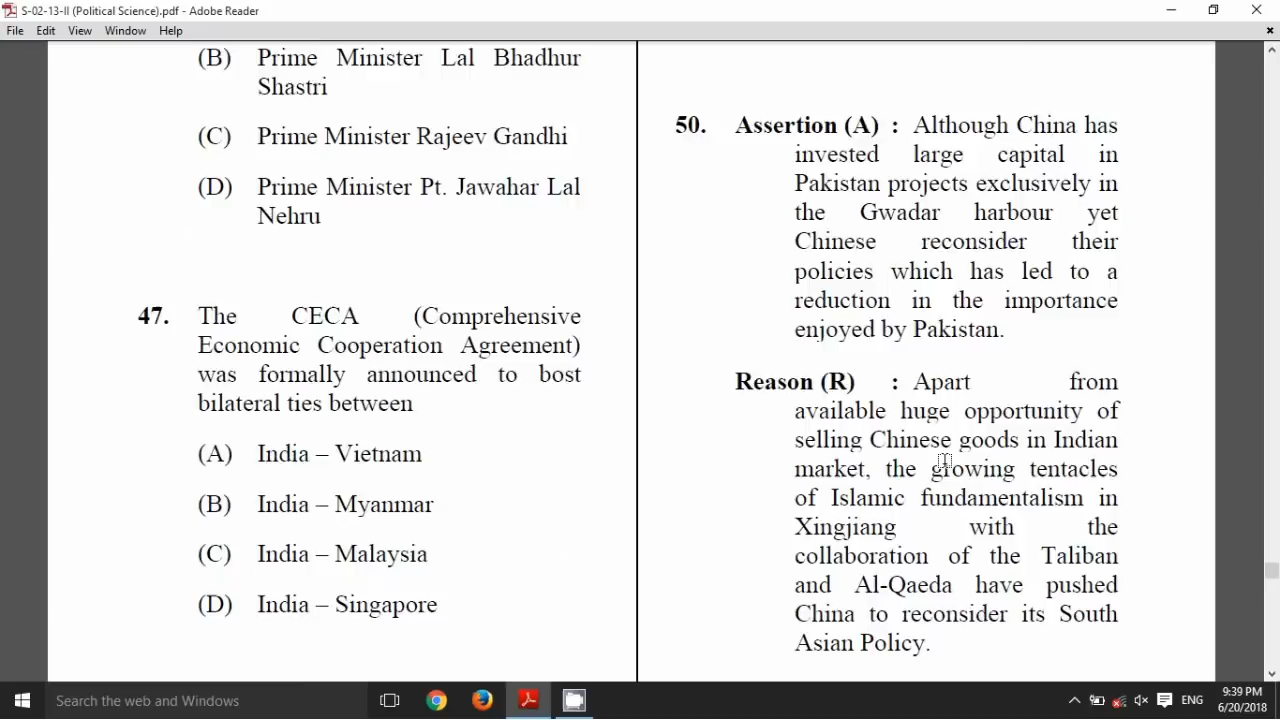 S-02-13-II (Political Science).pdf - Adobe Reader
File Edit View Window Help
(B) Prime Minister Lal Bhadhur
Shastri
(C) Prime Minister Rajeev Gandhi
(D) Prime Minister Pt. Jawahar Lal
Nehru
47. The CECA (Comprehensive
Economic Cooperation Agreement)
was formally announced to bost
bilateral ties between
(A) India – Vietnam
(B) India – Myanmar
(C) India – Malaysia
(D) India – Singapore
50. Assertion (A) : Although China has
invested large capital in
Pakistan projects exclusively in
the Gwadar harbour yet
Chinese reconsider their
policies which has led to a
reduction in the importance
enjoyed by Pakistan.
Reason (R) : Apart from
available huge opportunity of
selling Chinese goods in Indian
market, the growing tentacles
of Islamic fundamentalism in
Xingjiang with the
collaboration of the Taliban
and Al-Qaeda have pushed
China to reconsider its South
Asian Policy.
Search the web and Windows
ENG
9:39 PM
6/20/2018